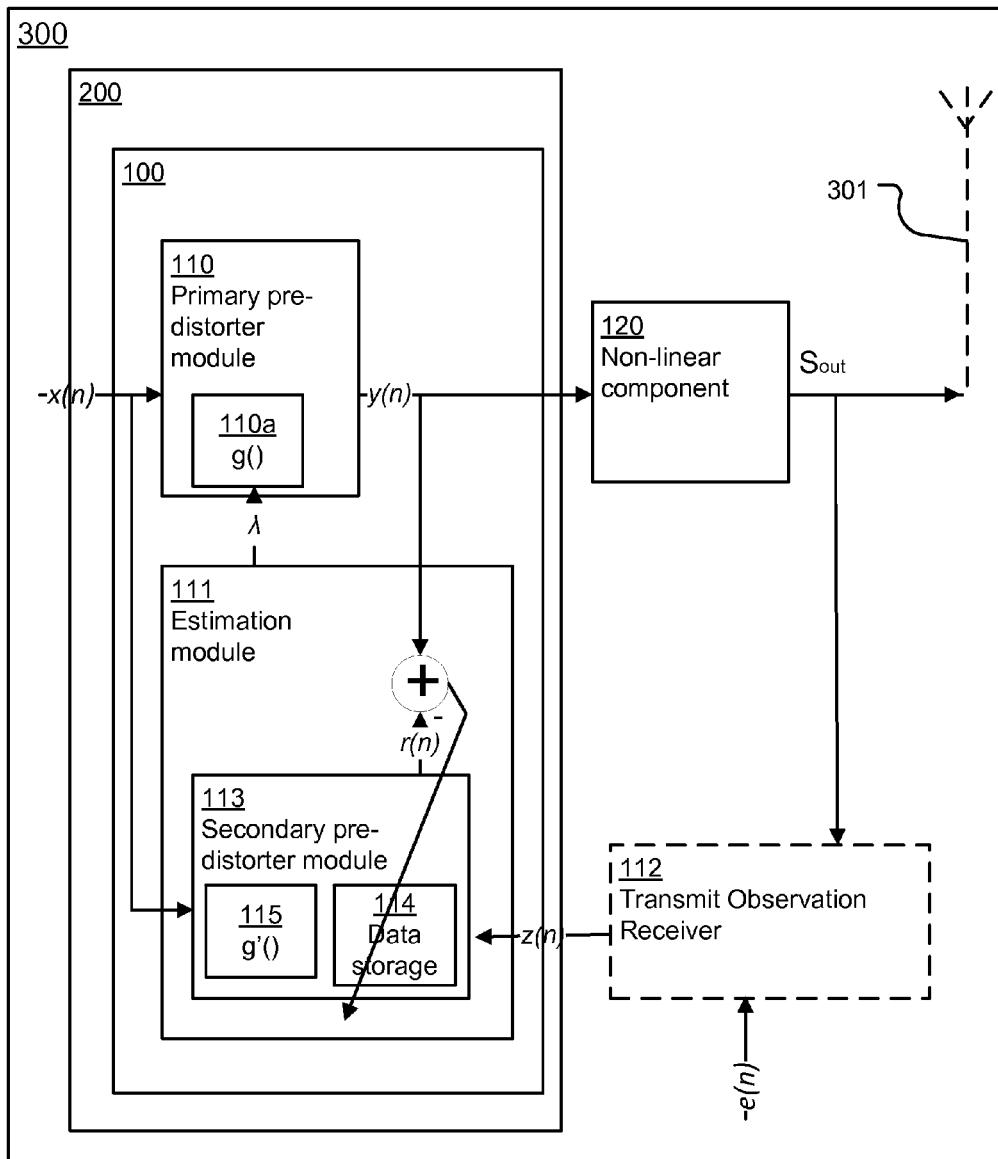 300
200
100
301
110
Primary pre-
distorter
module
120
Non-linear
component
Sout
-x(n)
y(n)
110a
g()
λ
111
Estimation
module
+
-
r(n)
113
Secondary pre-
distorter module
115
g'()
114
Data
storage
z(n)
112
Transmit Observation
Receiver
-e(n)